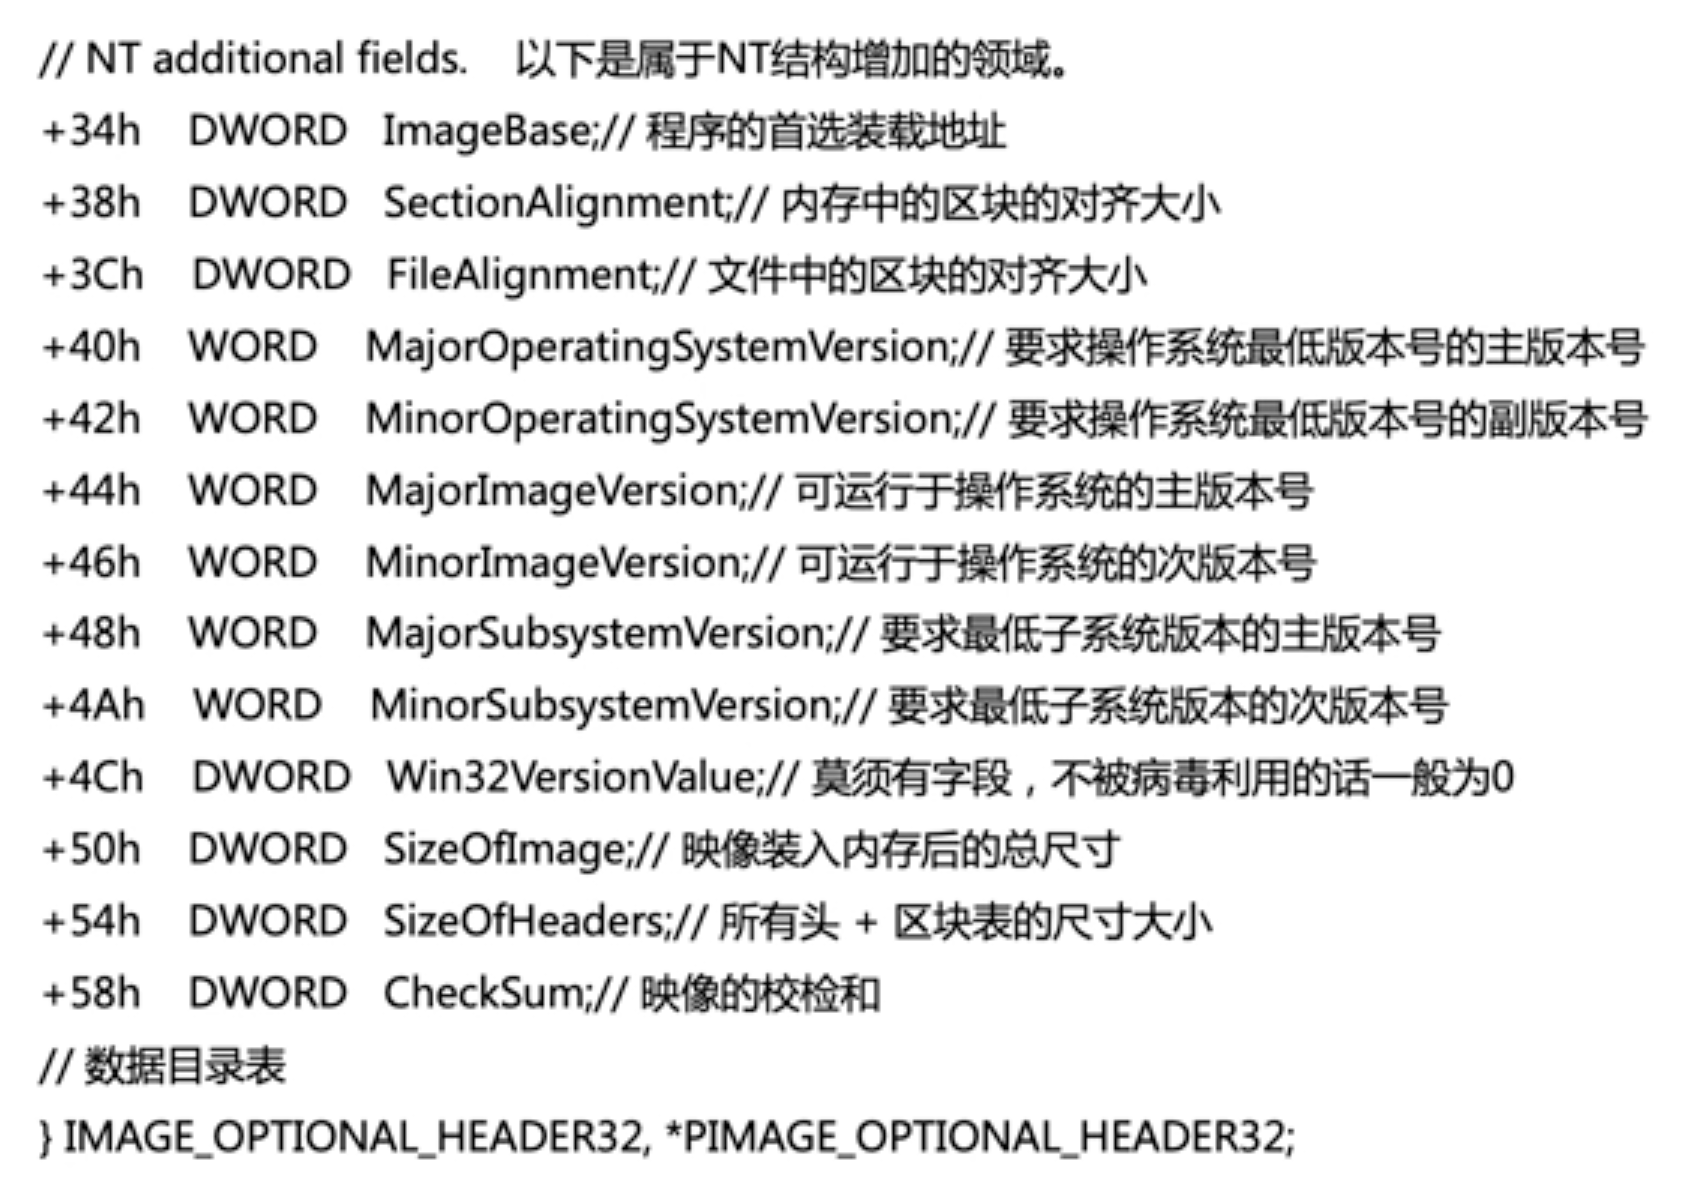 // NT additional fields. 以下是属于NT结构增加的领域。
+34h DWORD ImageBase;// 程序的首选装载地址
+38h DWORD SectionAlignment;// 内存中的区块的对齐大小
+3Ch DWORD FileAlignment;// 文件中的区块的对齐大小
+40h WORD MajorOperatingSystemVersion;// 要求操作系统最低版本号的主版本号
+42h WORD MinorOperatingSystemVersion;// 要求操作系统最低版本号的副版本号
+44h WORD MajorImageVersion;// 可运行于操作系统的主版本号
+46h WORD MinorImageVersion;// 可运行于操作系统的次版本号
+48h WORD MajorSubsystemVersion;// 要求最低子系统版本的主版本号
+4Ah WORD MinorSubsystemVersion;// 要求最低子系统版本的次版本号
+4Ch DWORD Win32VersionValue;// 莫须有字段，不被病毒利用的话一般为0
+50h DWORD SizeOfImage;// 映像装入内存后的总尺寸
+54h DWORD SizeOfHeaders;// 所有头 + 区块表的尺寸大小
+58h DWORD CheckSum;// 映像的校检和
// 数据目录表
} IMAGE_OPTIONAL_HEADER32, *PIMAGE_OPTIONAL_HEADER32;